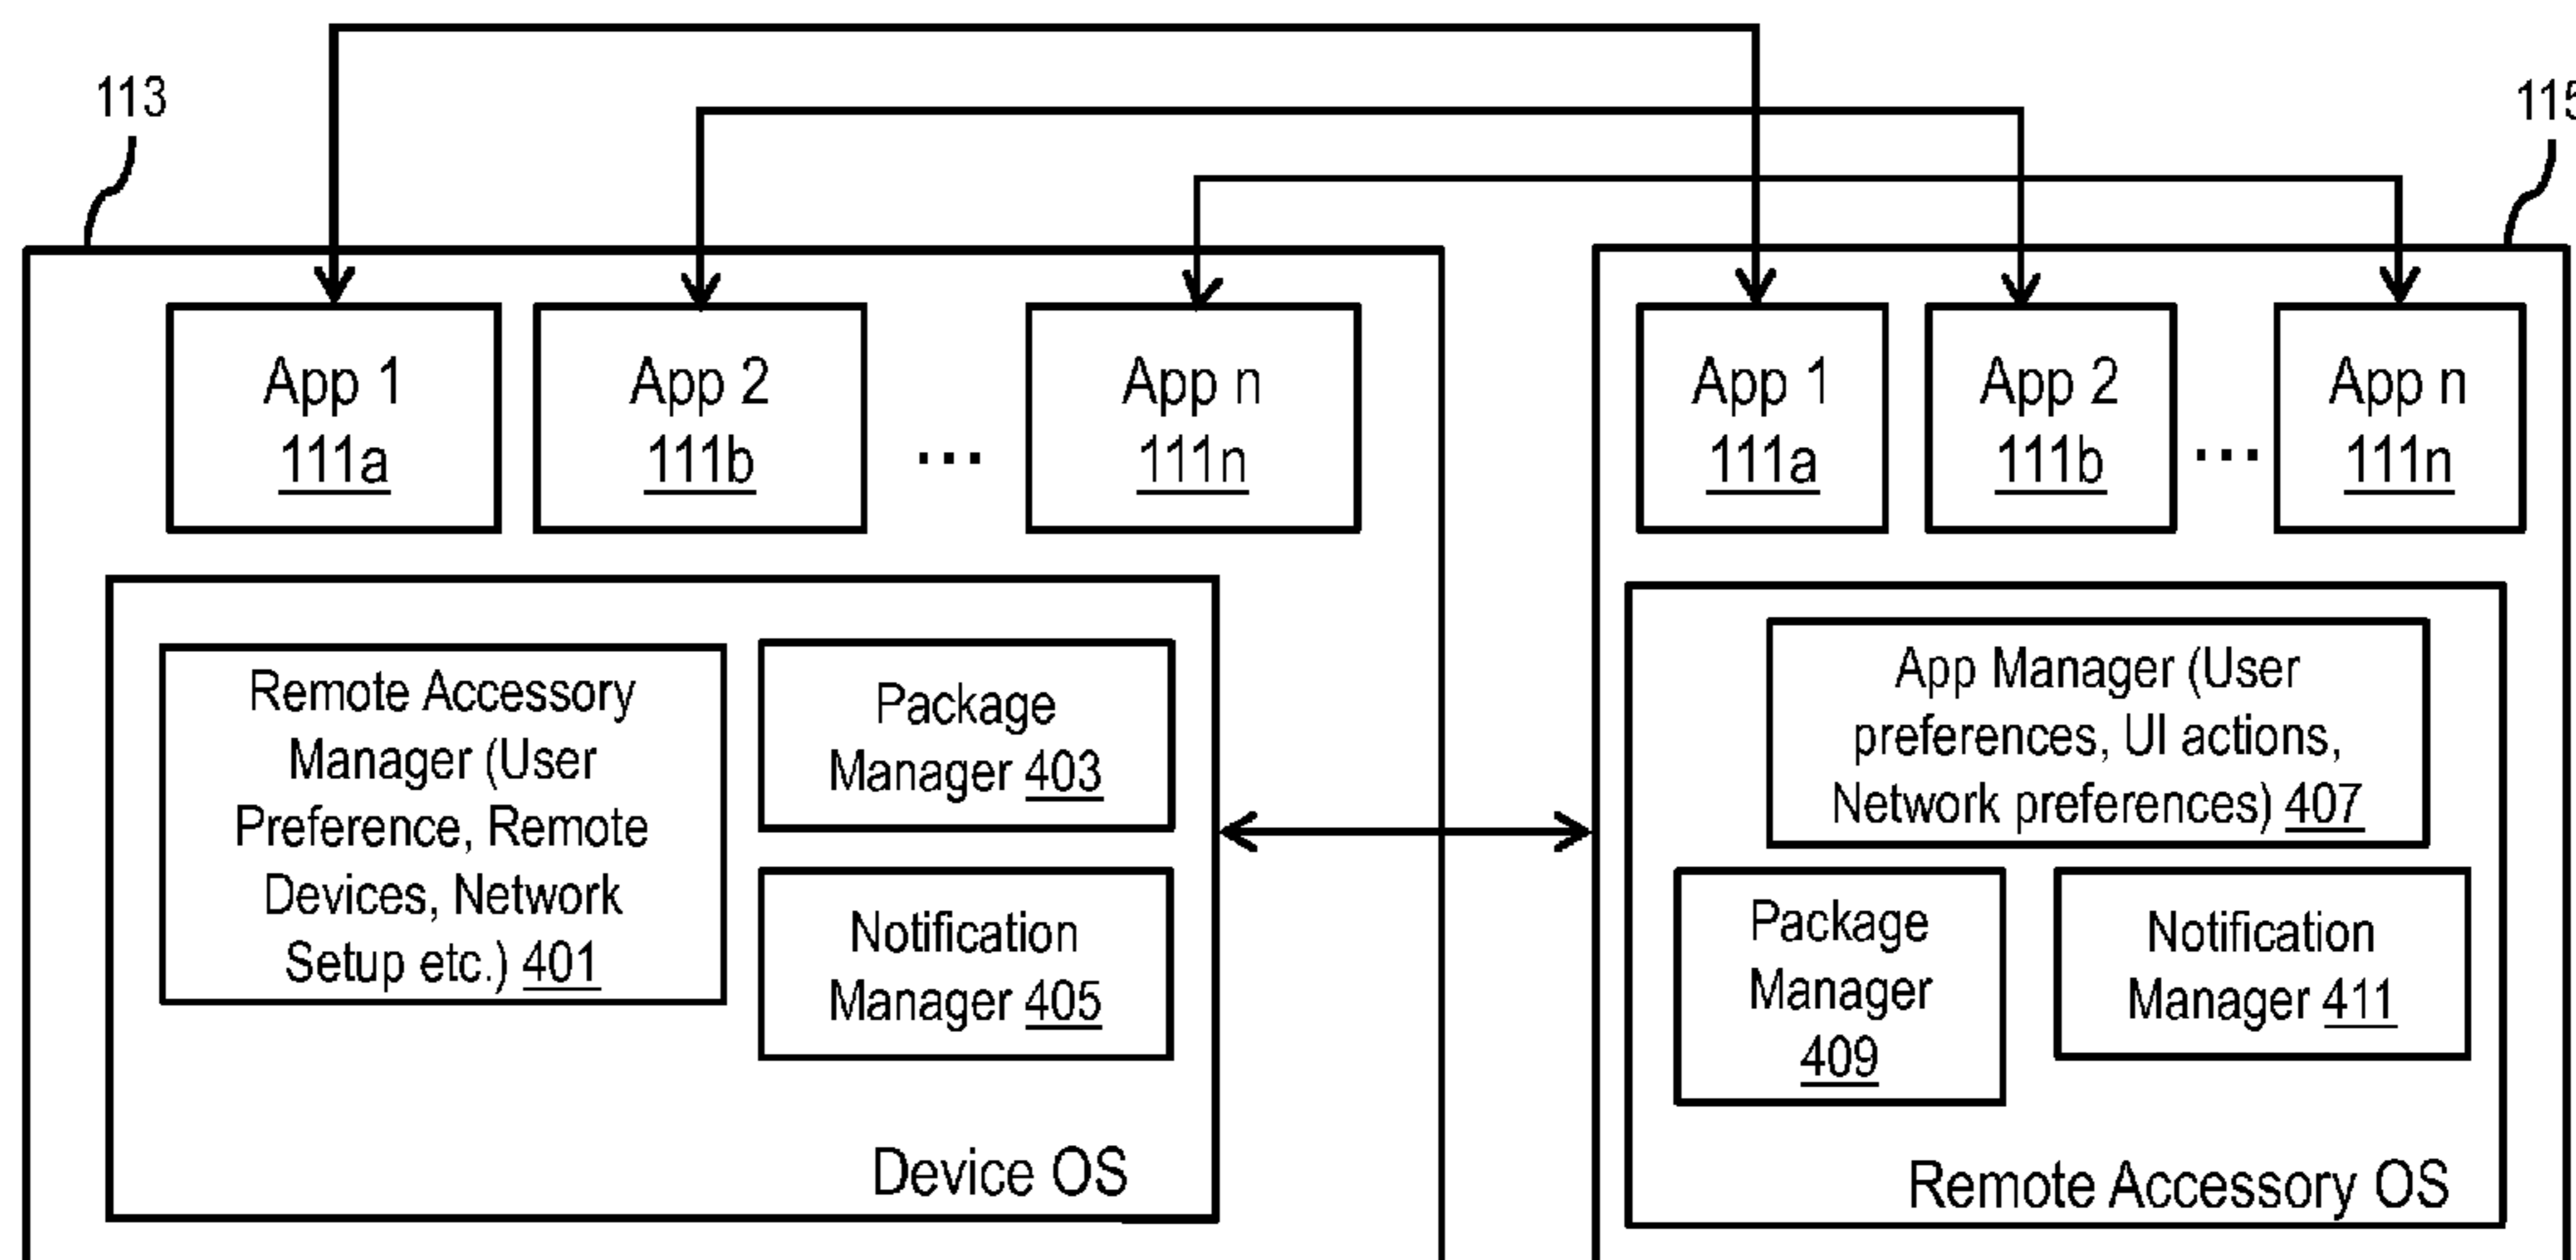 113
115
App 1
111a
App 2
111b
...
App n
111n
App 1
111a
App 2
111b
...
App n
111n
Remote Accessory
Manager (User
Preference, Remote
Devices, Network
Setup etc.) 401
Package
Manager 403
Notification
Manager 405
Device OS
App Manager (User
preferences, UI actions,
Network preferences) 407
Package
Manager
409
Notification
Manager 411
Remote Accessory OS